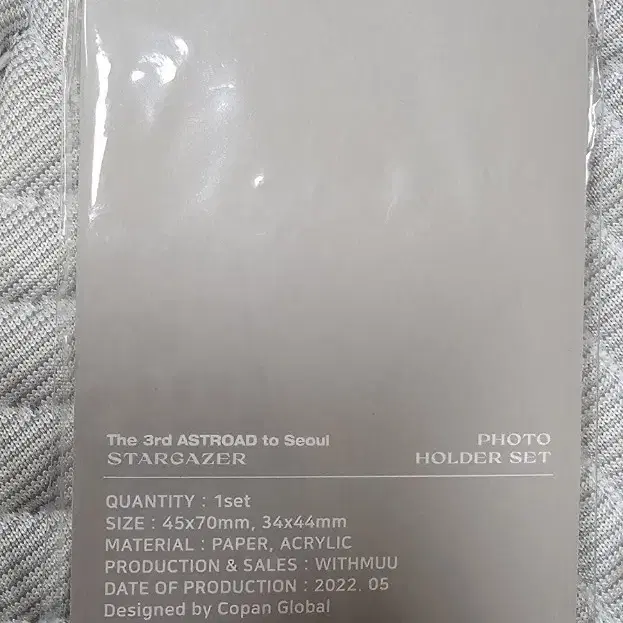 The 3rd ASTROAD to Seoul
STARGAZER
PHOTO
HOLDER SET
QUANTITY : 1set
SIZE : 45x70mm, 34x44mm
MATERIAL : PAPER, ACRYLIC
PRODUCTION & SALES : WITHMUU
DATE OF PRODUCTION : 2022. 05
Designed by Copan Global